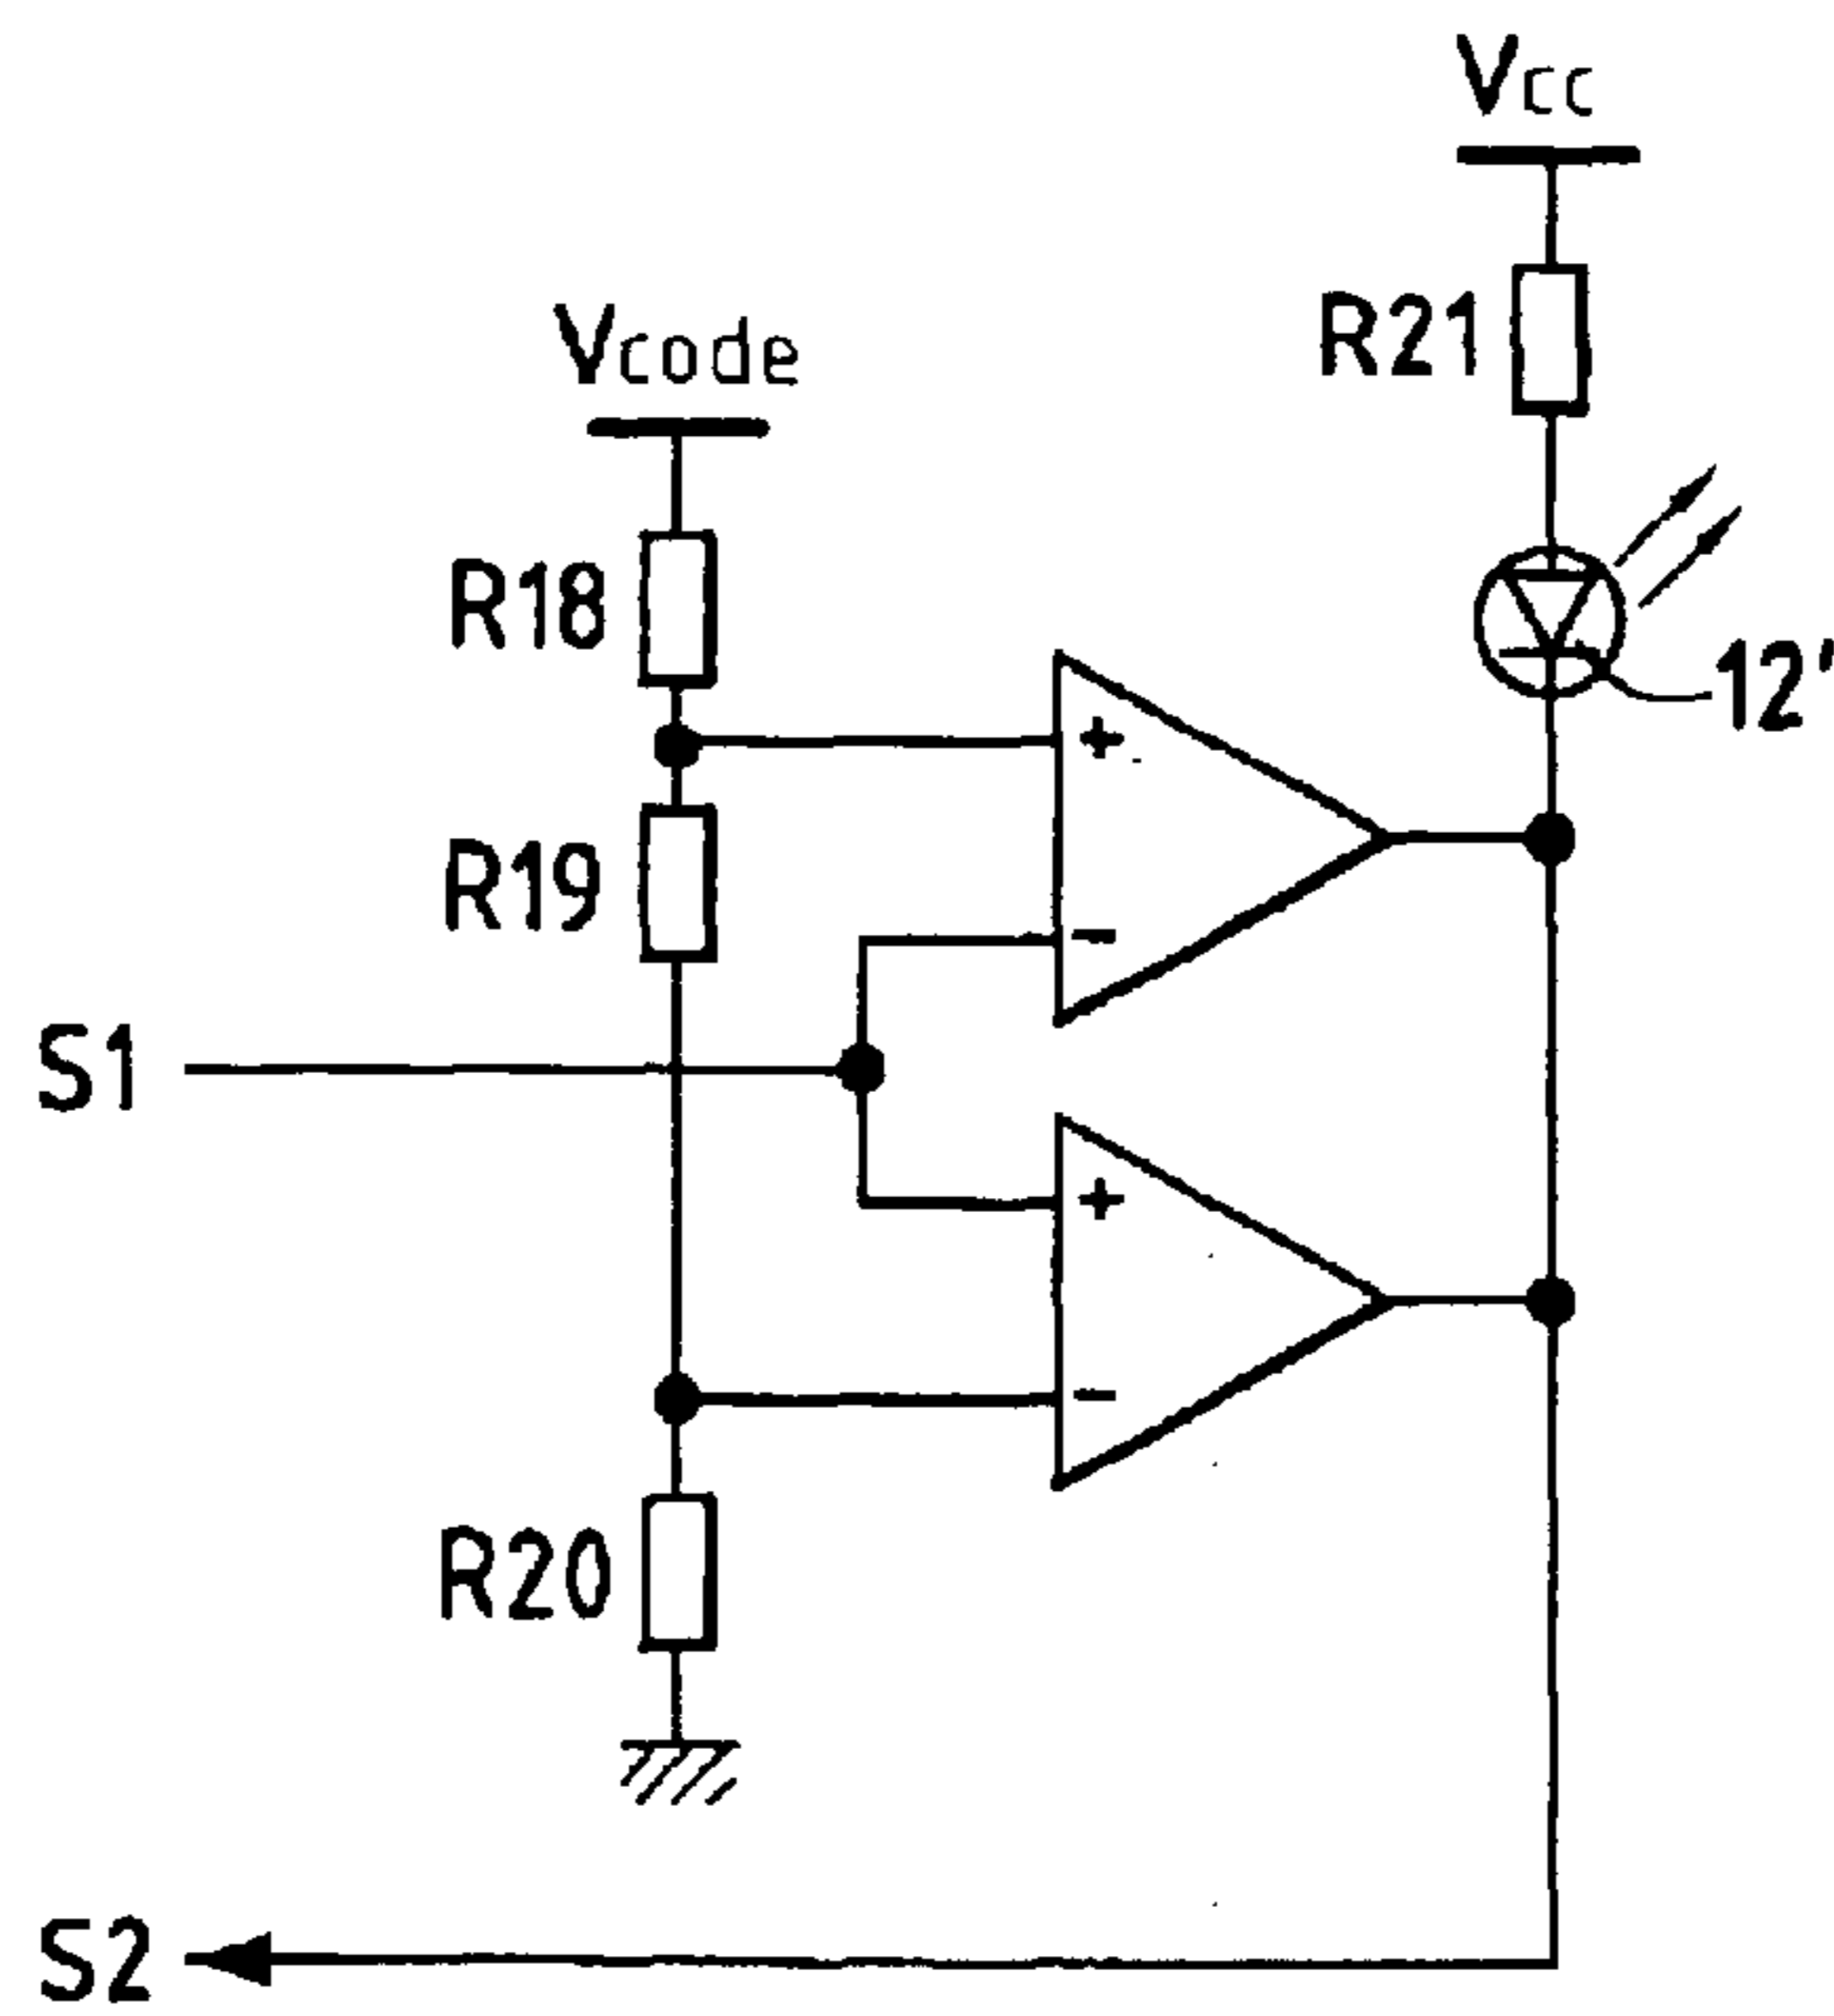 Vcc
R21
Vcode
R18
12'
+
R19
-
S1
+
-
R20
S2